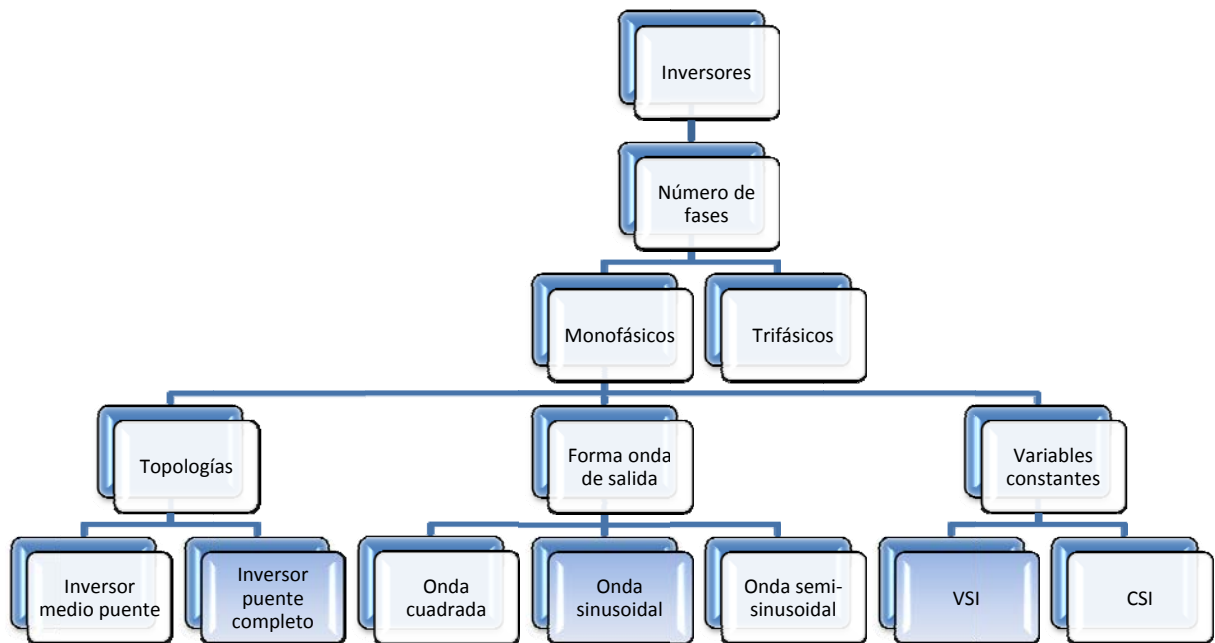 Inversores
Número de
fases
Monofásicos
Trifásicos
Topologías
Forma onda
de salida
Variables
constantes
Inversor
medio puente
Inversor
puente
completo
Onda
cuadrada
Onda
sinusoidal
Onda semi-
sinusoidal
VSI
CSI